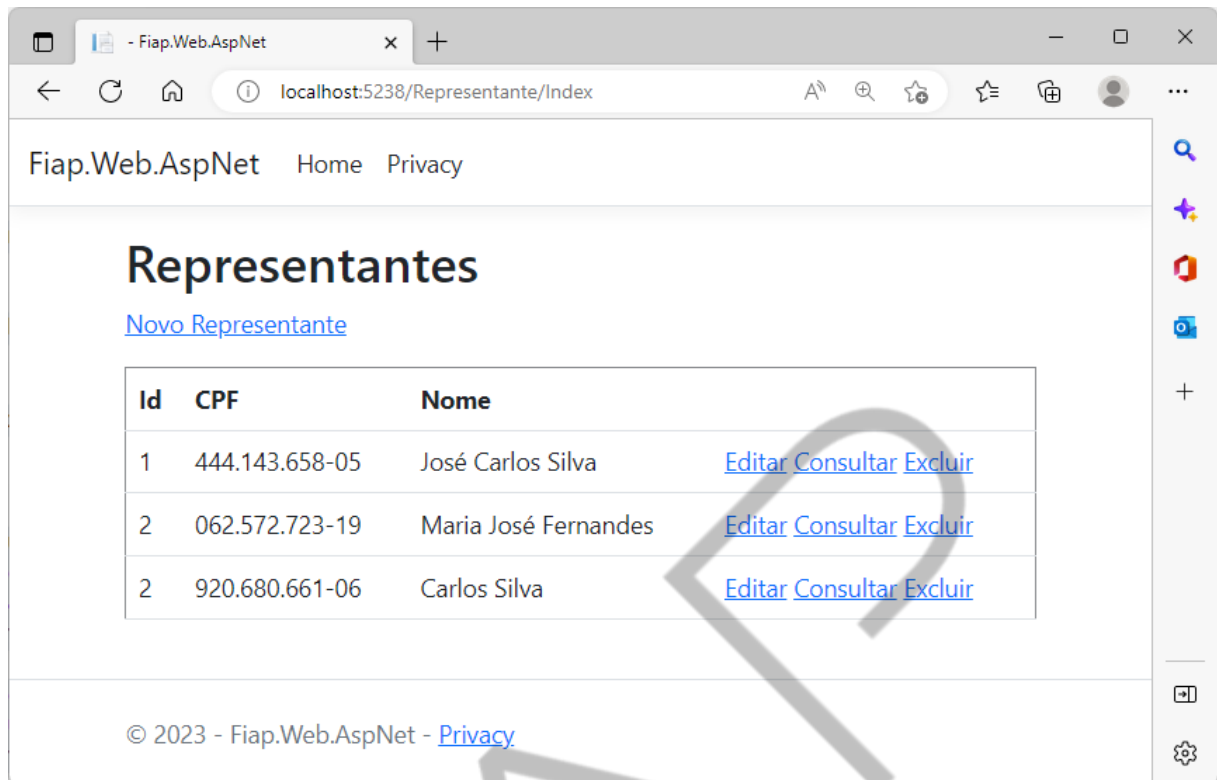 - Fiap.Web.AspNet
localhost:5238/Representante/Index
Fiap.Web.AspNet Home Privacy
Representantes
Novo Representante
Id CPF Nome
1 444.143.658-05 José Carlos Silva Editar Consultar Excluir
2 062.572.723-19 Maria José Fernandes Editar Consultar Excluir
2 920.680.661-06 Carlos Silva Editar Consultar Excluir
© 2023 - Fiap.Web.AspNet - Privacy